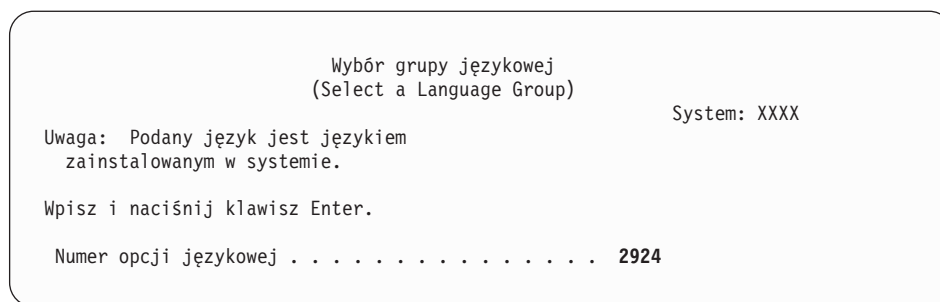 Wybór grupy językowej
(Select a Language Group)
System: XXXX
Uwaga: Podany język jest językiem
zainstalowanym w systemie.
Wpisz i naciśnij klawisz Enter.
Numer opcji językowej . . . . . . . . . . . . . . . 2924